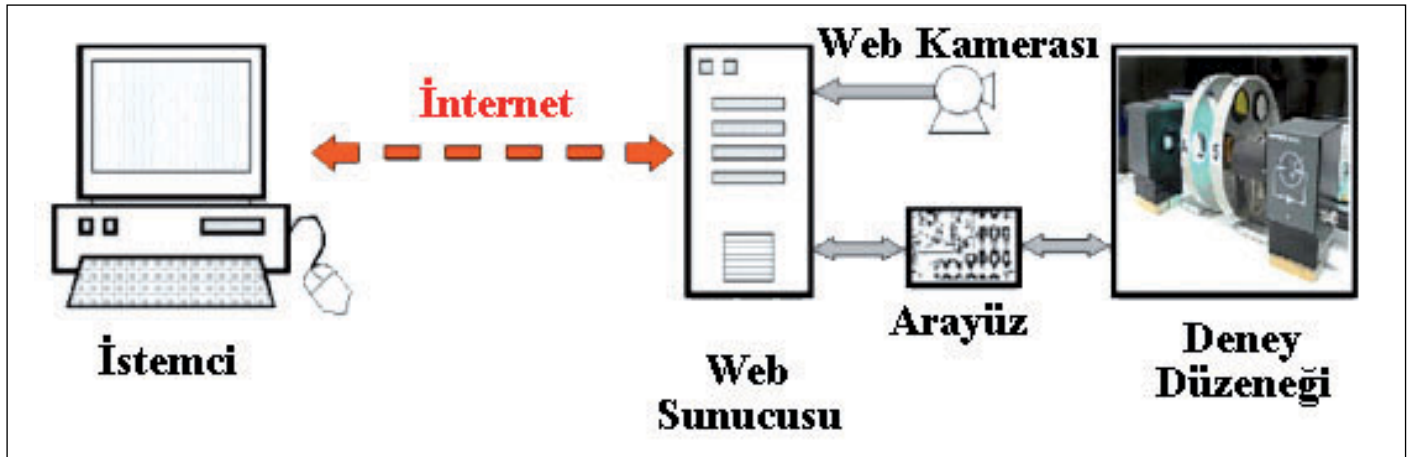 İnternet
Web Kamerası
İstemci
Web
Sunucusu
Arayüz
Deney
Düzeneği